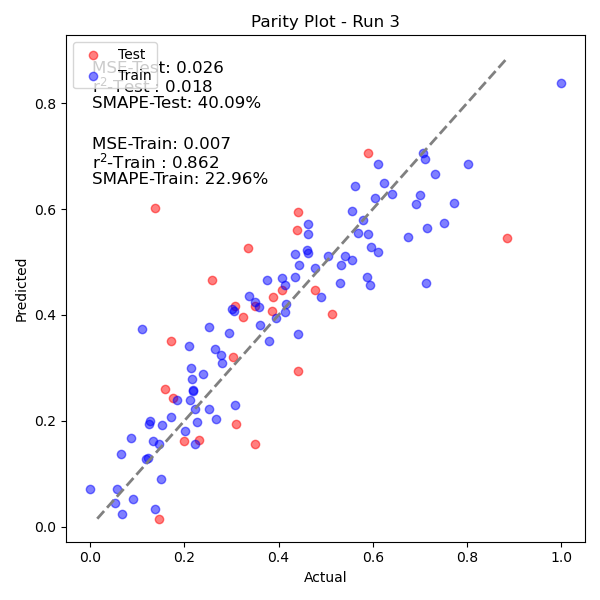 Parity Plot - Run 3
Test
Train
MSE-Test: 0.026
r²-Test : 0.018
SMAPE-Test: 40.09%
MSE-Train: 0.007
r²-Train : 0.862
SMAPE-Train: 22.96%
Predicted
0.8
0.6
0.4
0.2
0.0
0.0 0.2 0.4 0.6 0.8 1.0
Actual